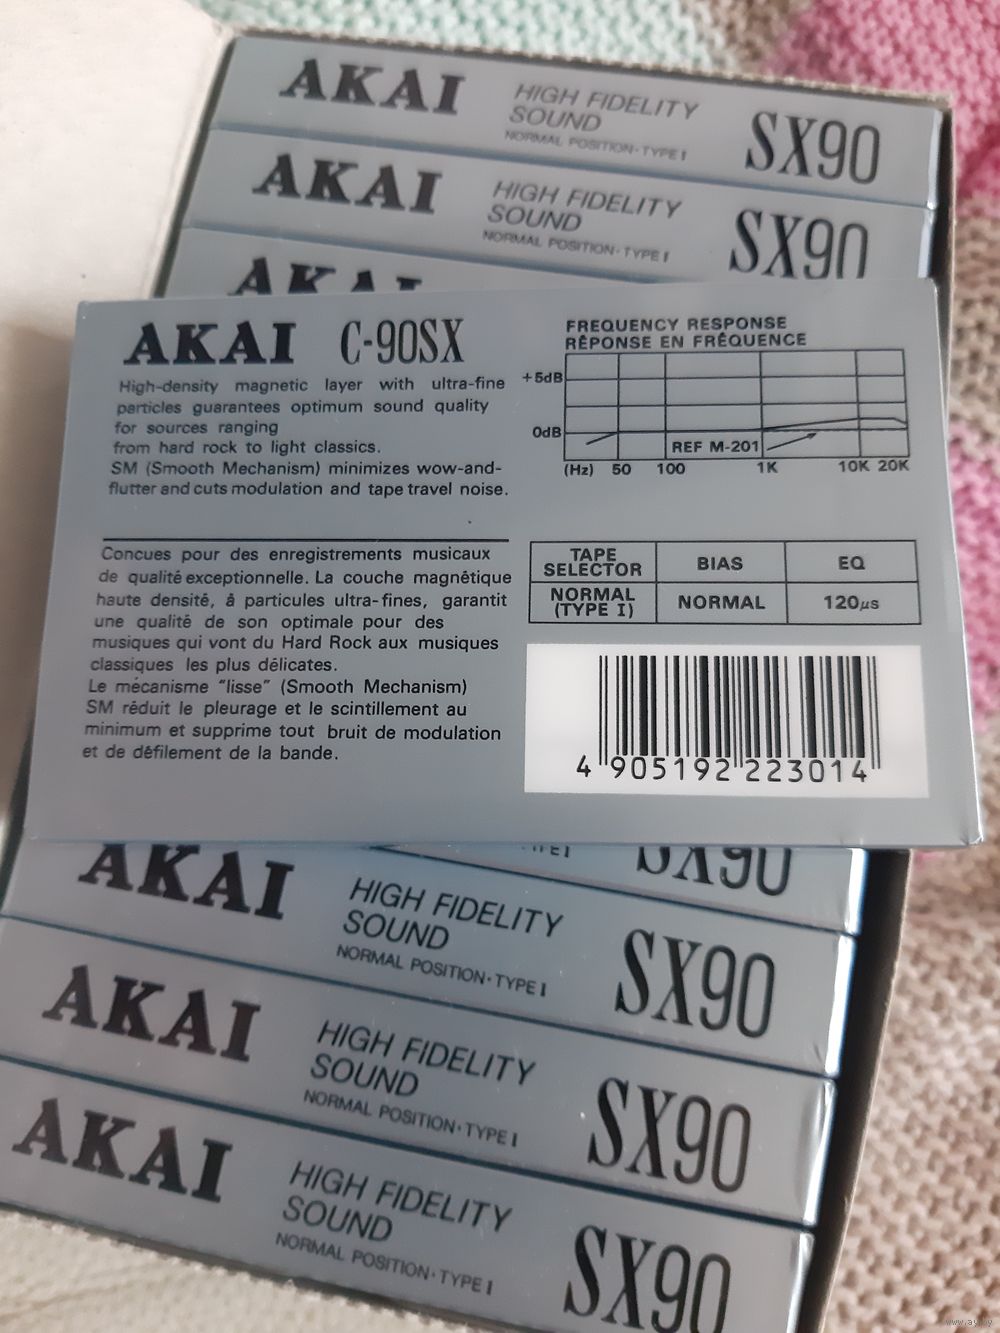 AKAI
HIGH FIDELITY
SOUND
NORMAL POSITION·TYPE I
SX90
AKAI
HIGH FIDELITY
SOUND
NORMAL POSITION·TYPE I
SX90
AKAI
AKAI C-90SX
High-density magnetic layer with ultra-fine
particles guarantees optimum sound quality
for sources ranging
from hard rock to light classics.
SM (Smooth Mechanism) minimizes wow-and-
flutter and cuts modulation and tape travel noise.
Concues pour des enregistrements musicaux
de qualité exceptionnelle. La couche magnétique
haute densité, â particules ultra-fines, garantit
une qualité de son optimale pour des
musiques qui vont du Hard Rock aux musiques
classiques les plus délicates.
Le mécanisme “lisse” (Smooth Mechanism)
SM réduit le pleurage et le scintillement au
minimum et supprime tout bruit de modulation
et de défilement de la bande.
FREQUENCY RESPONSE
RÊPONSE EN FRÊQUENCE
+5dB
0dB
REF M-201
(Hz) 50 100 1K 10K 20K
TAPE SELECTOR BIAS EQ
NORMAL (TYPE I) NORMAL 120µs
4 905192 223014
TYPE I
SX90
AKAI
HIGH FIDELITY
SOUND
NORMAL POSITION·TYPE I
SX90
AKAI
HIGH FIDELITY
SOUND
NORMAL POSITION·TYPE I
SX90
AKAI
HIGH FIDELITY
SOUND
NORMAL POSITION·TYPE I
SX90